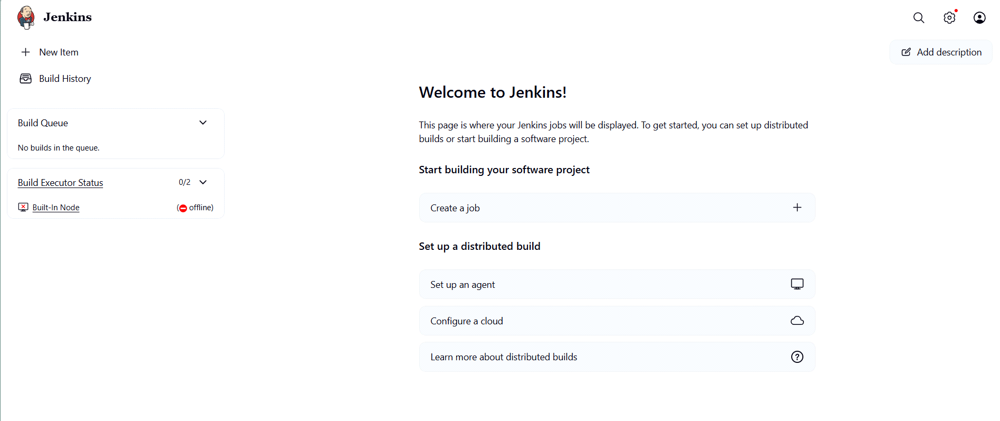 Jenkins
New Item
Add description
Build History
Welcome to Jenkins!
Build Queue
No builds in the queue.
This page is where your Jenkins jobs will be displayed. To get started, you can set up distributed
builds or start building a software project.
Build Executor Status 0/2
Built-In Node (offline)
Start building your software project
Create a job
Set up a distributed build
Set up an agent
Configure a cloud
Learn more about distributed builds